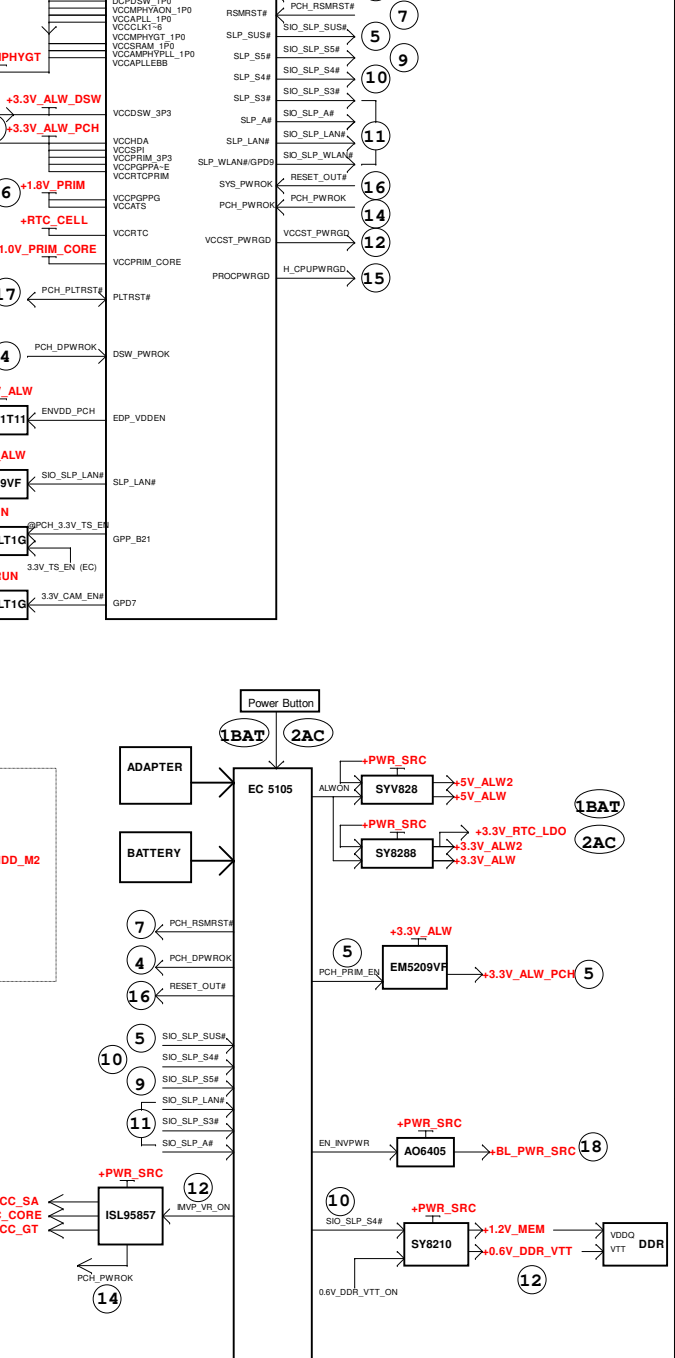 DCPDSW_1P0
VCCMPHYAON_1P0
VCCAPLL_1P0
VCCCLK1~6
VCCMPHYGT_1P0
VCCSRAM_1P0
VCCAMPHYPLL_1P0
VCCAPLLEBB
MPHYGT
RSMRST#
PCH_RSMRST#
7
SLP_SUS#
SIO_SLP_SUS#
5
SLP_S5#
SIO_SLP_S5#
9
SLP_S4#
SIO_SLP_S4#
10
SLP_S3#
SIO_SLP_S3#
+3.3V_ALW_DSW
VCCDSW_3P3
SLP_A#
SIO_SLP_A#
11
+3.3V_ALW_PCH
VCCHDA
VCCSPI
VCCPRIM_3P3
VCCPGPPA~E
VCCRTCPRIM
SLP_LAN#
SIO_SLP_LAN#
SLP_WLAN#/GPD9
SIO_SLP_WLAN#
6
+1.8V_PRIM
VCCPGPPG
VCCATS
SYS_PWROK
RESET_OUT#
16
PCH_PWROK
PCH_PWROK
14
+RTC_CELL
VCCRTC
VCCST_PWRGD
VCCST_PWRGD
12
1.0V_PRIM_CORE
VCCPRIM_CORE
PROCPWRGD
H_CPUPWRGD
15
17
PCH_PLTRST#
PLTRST#
4
PCH_DPWROK
DSW_PWROK
_ALW
1T11
ENVDD_PCH
EDP_VDDEN
ALW
9VF
SIO_SLP_LAN#
SLP_LAN#
N
LT1G
@PCH_3.3V_TS_EN
GPP_B21
3.3V_TS_EN (EC)
RUN
LT1G
3.3V_CAM_EN#
GPD7
Power Button
1BAT
2AC
ADAPTER
EC 5105
ALWON
+PWR_SRC
SYV828
+5V_ALW2
+5V_ALW
1BAT
BATTERY
+PWR_SRC
SY8288
+3.3V_RTC_LDO
+3.3V_ALW2
+3.3V_ALW
2AC
DD_M2
7
PCH_RSMRST#
+3.3V_ALW
4
PCH_DPWROK
5
PCH_PRIM_EN
EM5209VF
+3.3V_ALW_PCH
5
16
RESET_OUT#
5
SIO_SLP_SUS#
10
SIO_SLP_S4#
9
SIO_SLP_S5#
SIO_SLP_LAN#
11
SIO_SLP_S3#
SIO_SLP_A#
+PWR_SRC
EN_INVPWR
AO6405
+BL_PWR_SRC
18
+PWR_SRC
12
IMVP_VR_ON
ISL95857
CC_SA
C_CORE
CC_GT
PCH_PWROK
14
10
SIO_SLP_S4#
+PWR_SRC
SY8210
+1.2V_MEM
+0.6V_DDR_VTT
VDDQ
VTT
DDR
12
0.6V_DDR_VTT_ON